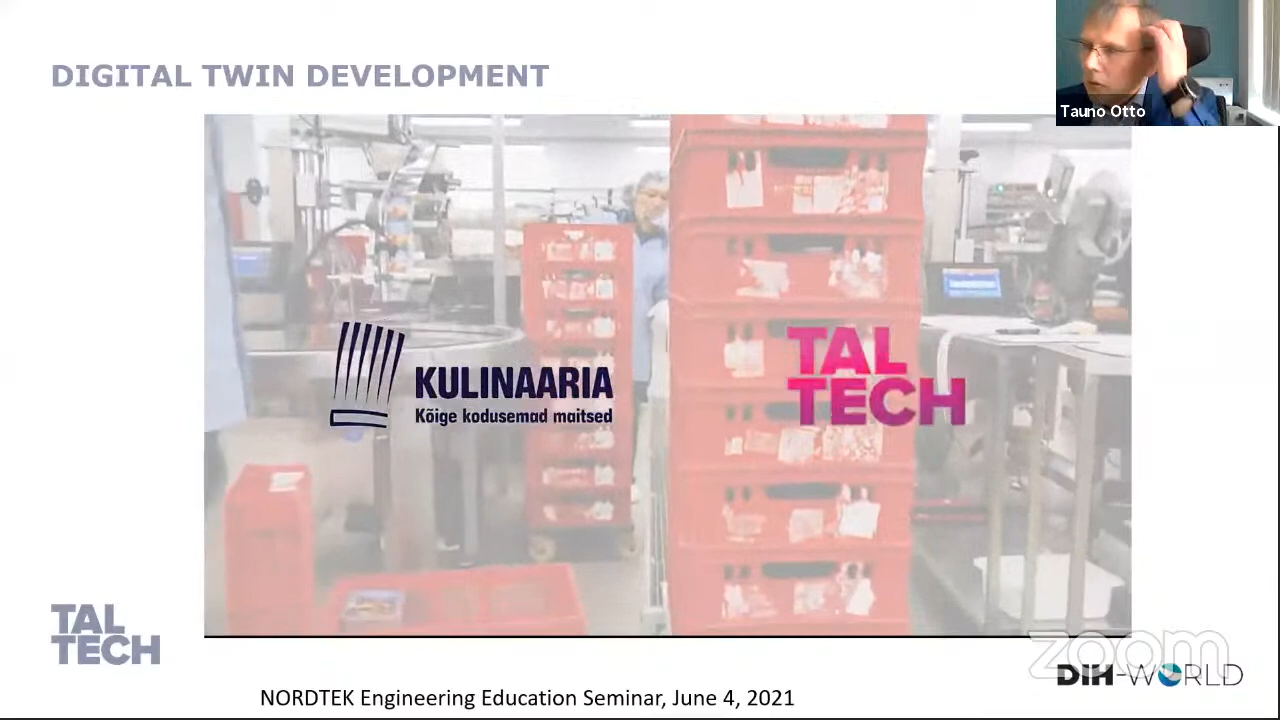 DIGITAL TWIN DEVELOPMENT
Tauno Otto
KULINAARIA
Kõige kodusemad maitsed
TAL
TECH
TAL
TECH
zoom
DIH-WORLD
NORDTEK Engineering Education Seminar, June 4, 2021